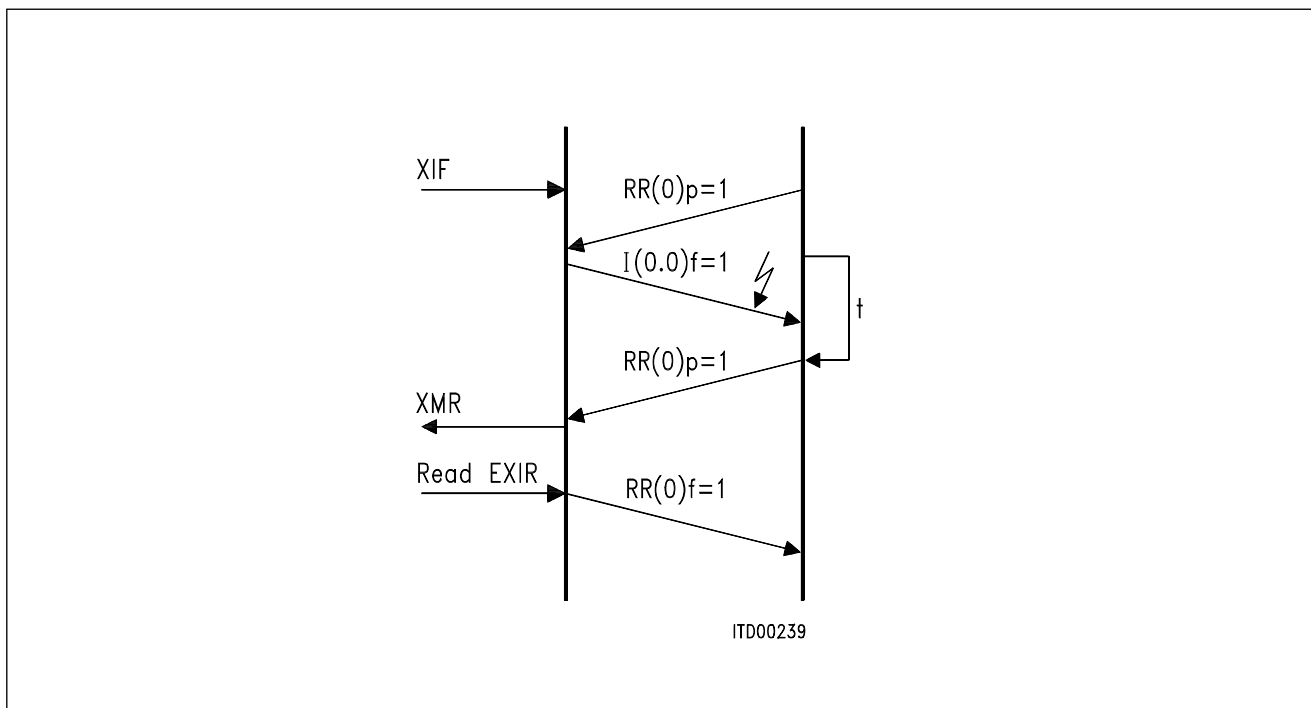 XIF
RR(0)p=1
I(0.0)f=1
t
RR(0)p=1
XMR
Read EXIR
RR(0)f=1
ITD00239